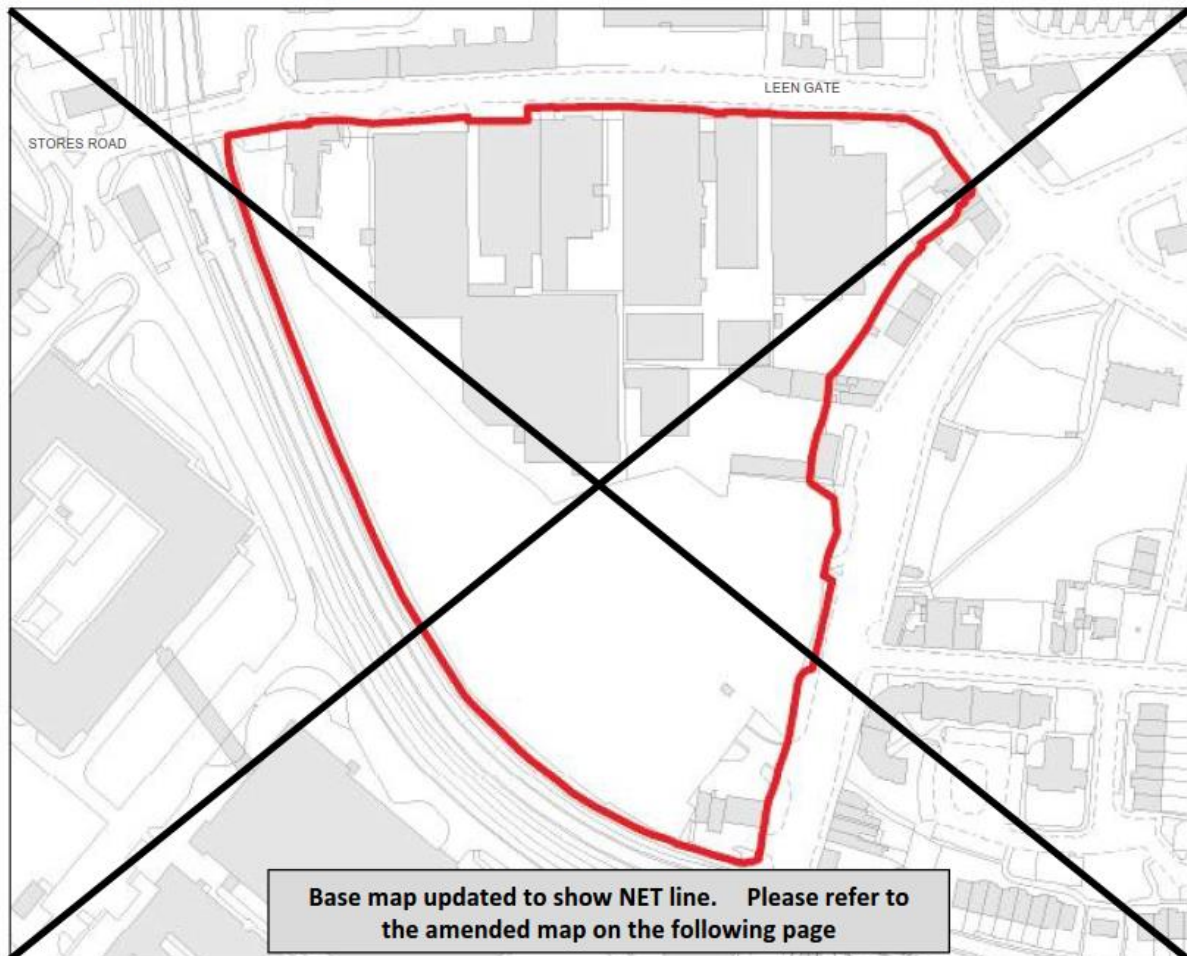 LEEN GATE
STORES ROAD
Base map updated to show NET line. Please refer to
the amended map on the following page